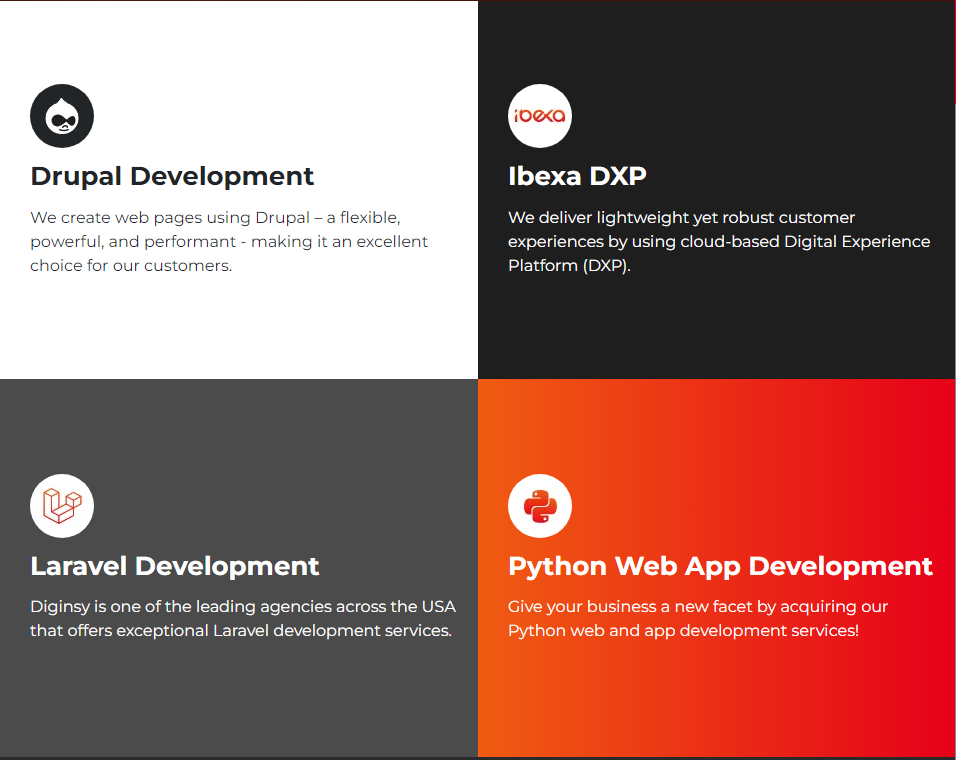 Drupal Development
We create web pages using Drupal – a flexible,
powerful, and performant - making it an excellent
choice for our customers.
ibexa
Ibexa DXP
We deliver lightweight yet robust customer
experiences by using cloud-based Digital Experience
Platform (DXP).
Laravel Development
Diginsy is one of the leading agencies across the USA
that offers exceptional Laravel development services.
Python Web App Development
Give your business a new facet by acquiring our
Python web and app development services!